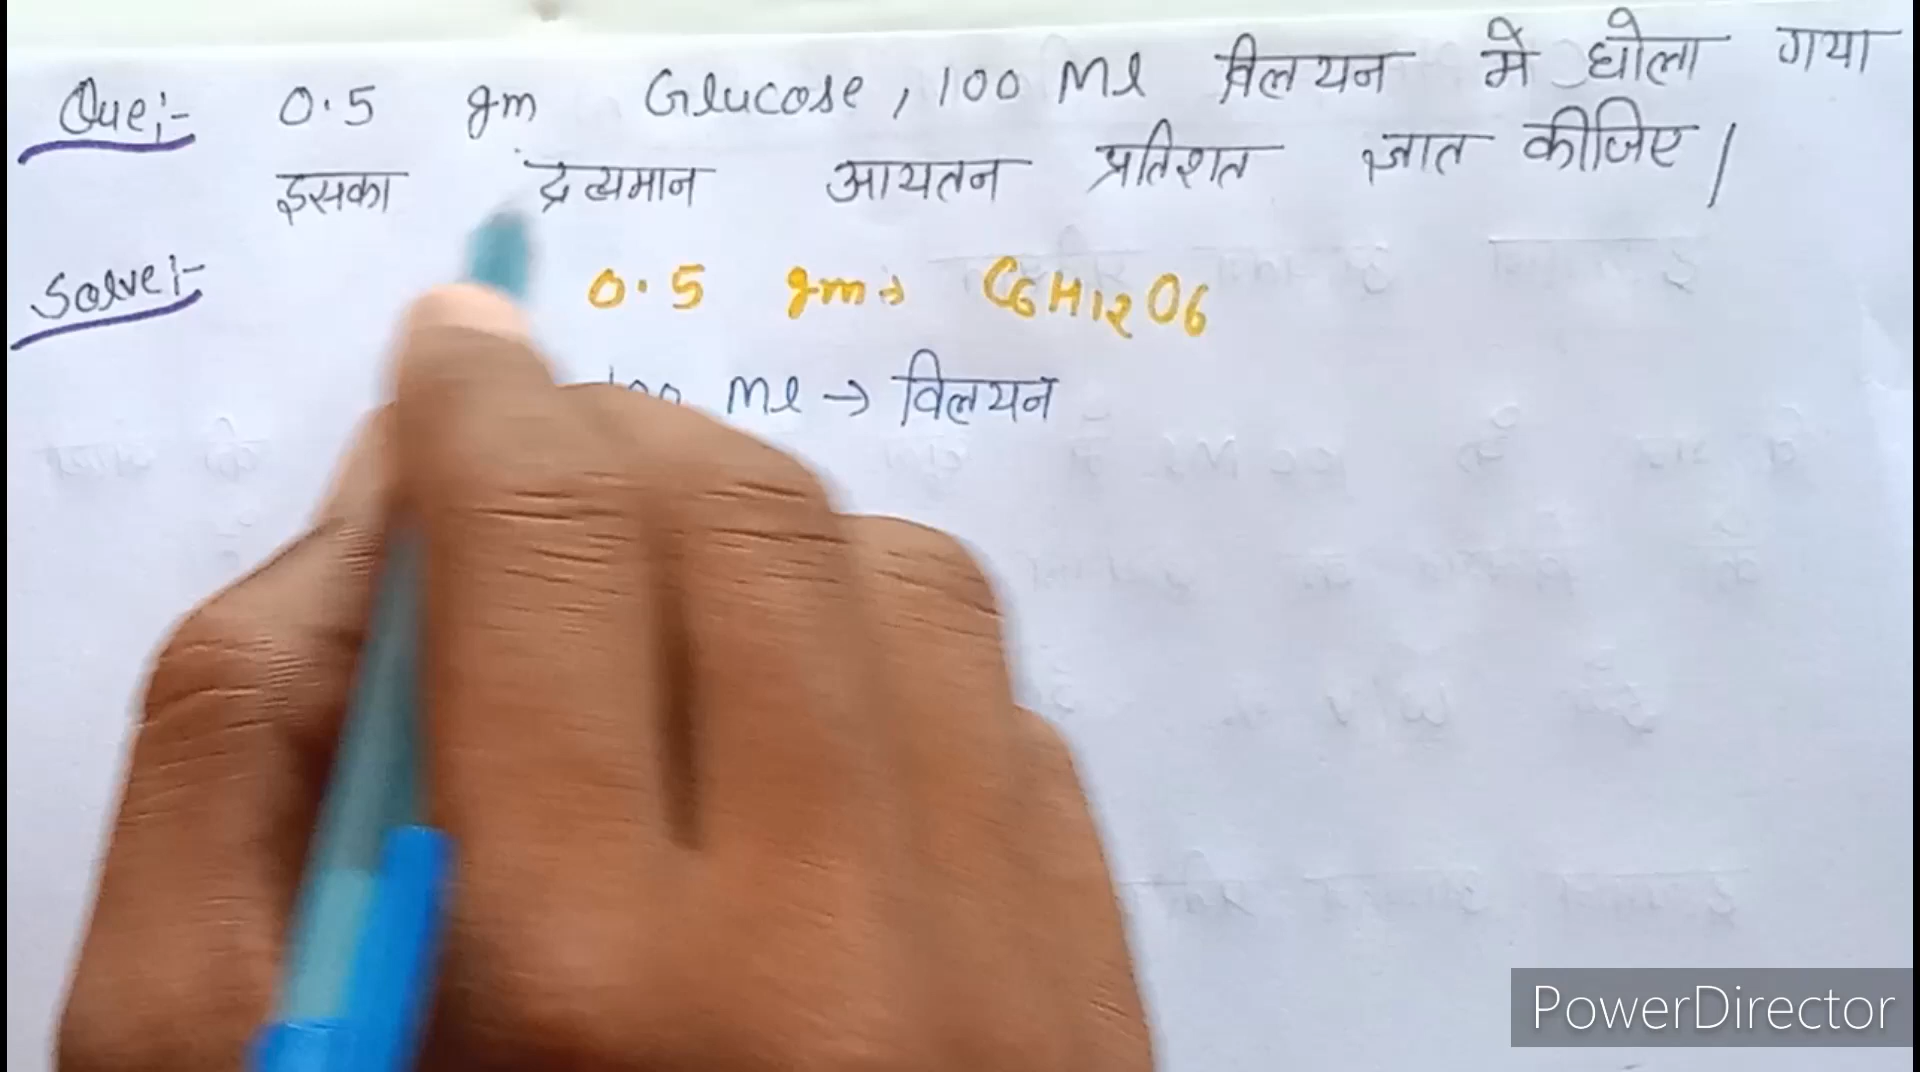 Que:- 0.5 gm Glucose, 100 Ml विलयन मे घोला गया
इसका द्रव्यमान आयतन प्रतिशत ज्ञात कीजिए |
Solve:- 0.5 gm → C6H12O6
100 Ml → विलयन
PowerDirector